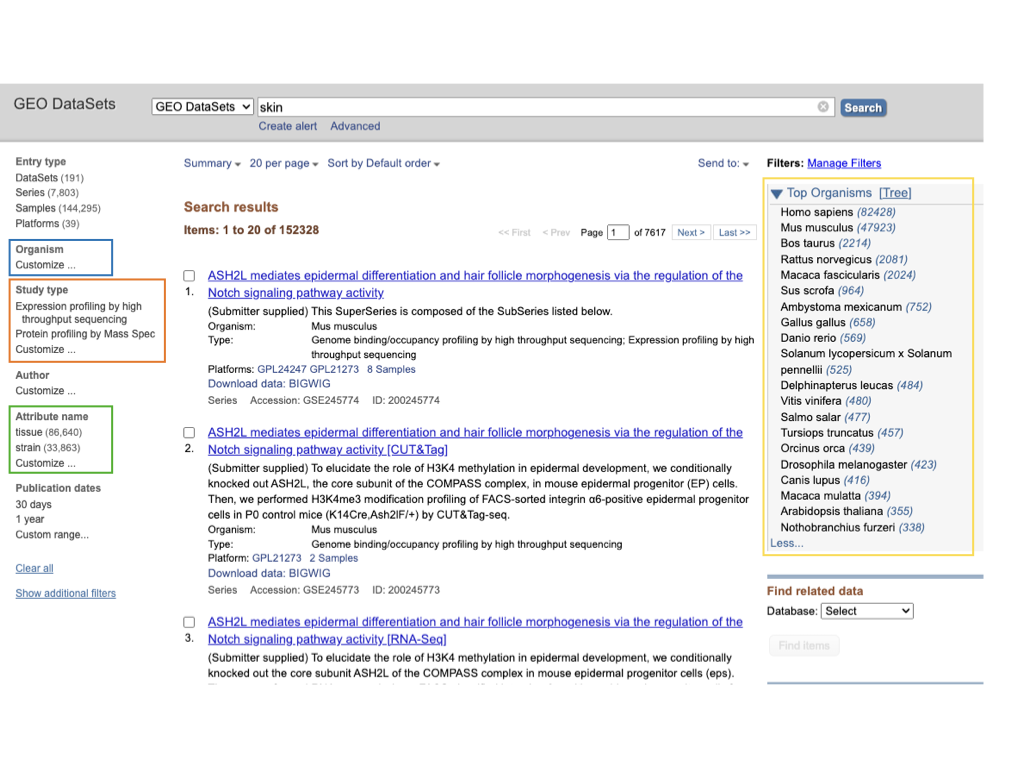 GEO DataSets
GEO DataSets
skin
Search
Create alert Advanced
Entry type
DataSets (191)
Series (7,803)
Samples (144,295)
Platforms (39)
Organism
Customize ...
Study type
Expression profiling by high
throughput sequencing
Protein profiling by Mass Spec
Customize ...
Author
Customize ...
Attribute name
tissue (86,640)
strain (33,863)
Customize ...
Publication dates
30 days
1 year
Custom range...
Clear all
Show additional filters
Summary 20 per page Sort by Default order Send to:
Search results
Items: 1 to 20 of 152328
<< First < Prev Page 1 of 7617 Next > Last >>
ASH2L mediates epidermal differentiation and hair follicle morphogenesis via the regulation of the
1. Notch signaling pathway activity
(Submitter supplied) This SuperSeries is composed of the SubSeries listed below.
Organism: Mus musculus
Type: Genome binding/occupancy profiling by high throughput sequencing; Expression profiling by high
throughput sequencing
Platforms: GPL24247 GPL21273 8 Samples
Download data: BIGWIG
Series Accession: GSE245774 ID: 200245774
ASH2L mediates epidermal differentiation and hair follicle morphogenesis via the regulation of the
2. Notch signaling pathway activity [CUT&Tag]
(Submitter supplied) To elucidate the role of H3K4 methylation in epidermal development, we conditionally
knocked out ASH2L, the core subunit of the COMPASS complex, in mouse epidermal progenitor (EP) cells.
Then, we performed H3K4me3 modification profiling of FACS-sorted integrin α6-positive epidermal progenitor
cells in P0 control mice (K14Cre,Ash2lF/+) by CUT&Tag-seq.
Organism: Mus musculus
Type: Genome binding/occupancy profiling by high throughput sequencing
Platform: GPL21273 2 Samples
Download data: BIGWIG
Series Accession: GSE245773 ID: 200245773
ASH2L mediates epidermal differentiation and hair follicle morphogenesis via the regulation of the
3. Notch signaling pathway activity [RNA-Seq]
(Submitter supplied) To elucidate the role of H3K4 methylation in epidermal development, we conditionally
knocked out the core subunit ASH2L of the COMPASS complex in mouse epidermal progenitor cells (eps).
Filters: Manage Filters
Top Organisms [Tree]
Homo sapiens (82428)
Mus musculus (47923)
Bos taurus (2214)
Rattus norvegicus (2081)
Macaca fascicularis (2024)
Sus scrofa (964)
Ambystoma mexicanum (752)
Gallus gallus (658)
Danio rerio (569)
Solanum lycopersicum x Solanum
pennellii (525)
Delphinapterus leucas (484)
Vitis vinifera (480)
Salmo salar (477)
Tursiops truncatus (457)
Orcinus orca (439)
Drosophila melanogaster (423)
Canis lupus (416)
Macaca mulatta (394)
Arabidopsis thaliana (355)
Nothobranchius furzeri (338)
Less...
Find related data
Database: Select
Find items